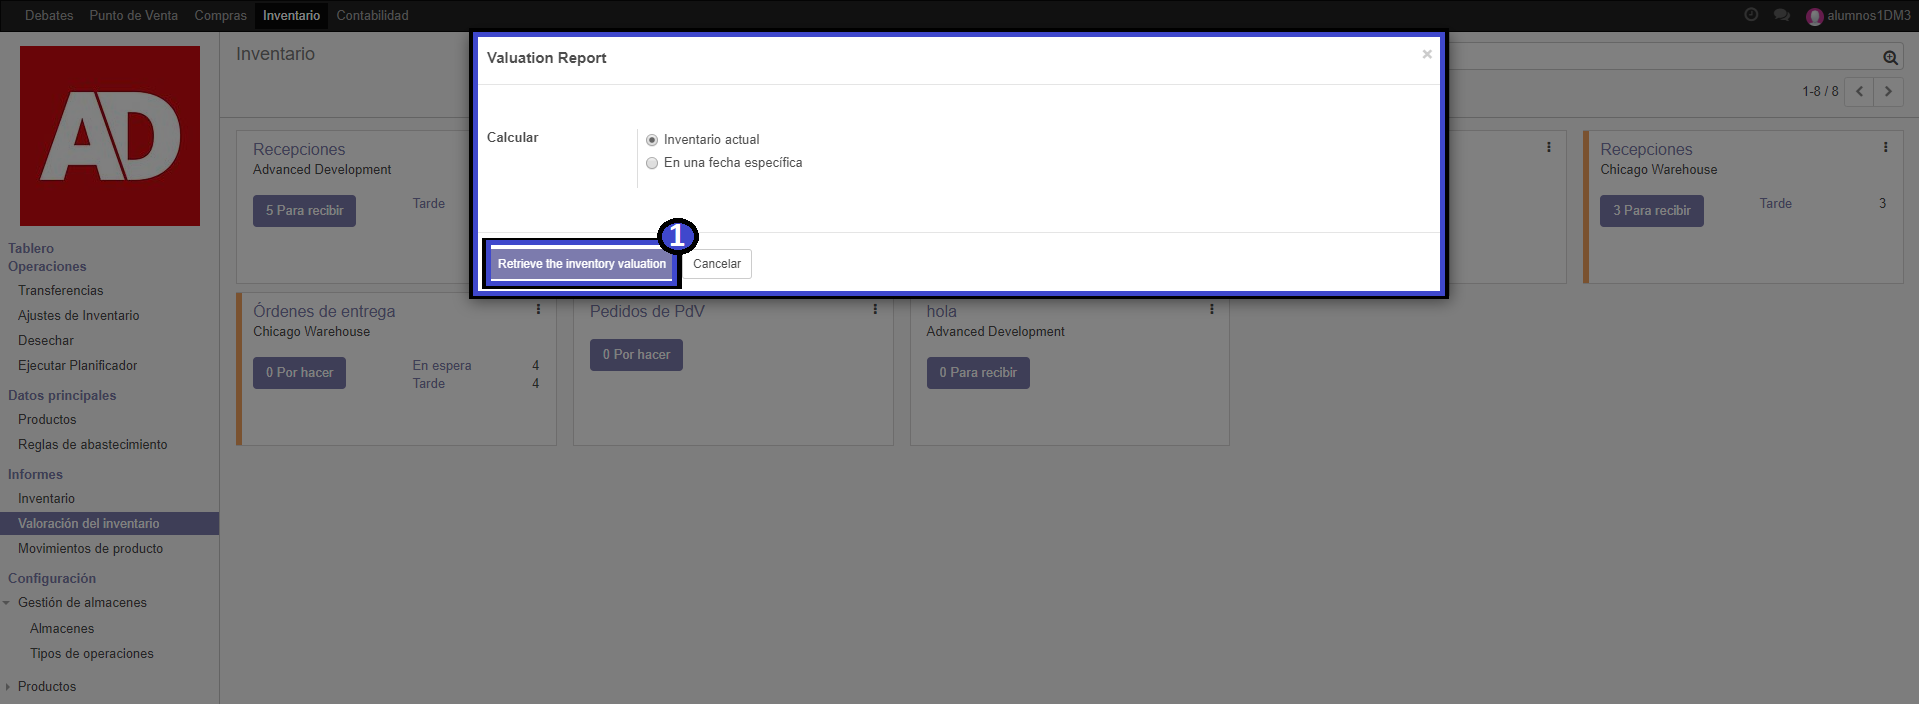 Debates Punto de Venta Compras Inventario Contabilidad alumnos1DM3
AD
Inventario
1-8 / 8
Valuation Report ×
Calcular
Inventario actual
En una fecha específica
1
Retrieve the inventory valuation Cancelar
Recepciones
Advanced Development
5 Para recibir Tarde
Recepciones
Chicago Warehouse
3 Para recibir Tarde 3
Órdenes de entrega
Chicago Warehouse
0 Por hacer En espera 4
Tarde 4
Pedidos de PdV
0 Por hacer
hola
Advanced Development
0 Para recibir
Tablero
Operaciones
Transferencias
Ajustes de Inventario
Desechar
Ejecutar Planificador
Datos principales
Productos
Reglas de abastecimiento
Informes
Inventario
Valoración del inventario
Movimientos de producto
Configuración
Gestión de almacenes
Almacenes
Tipos de operaciones
Productos